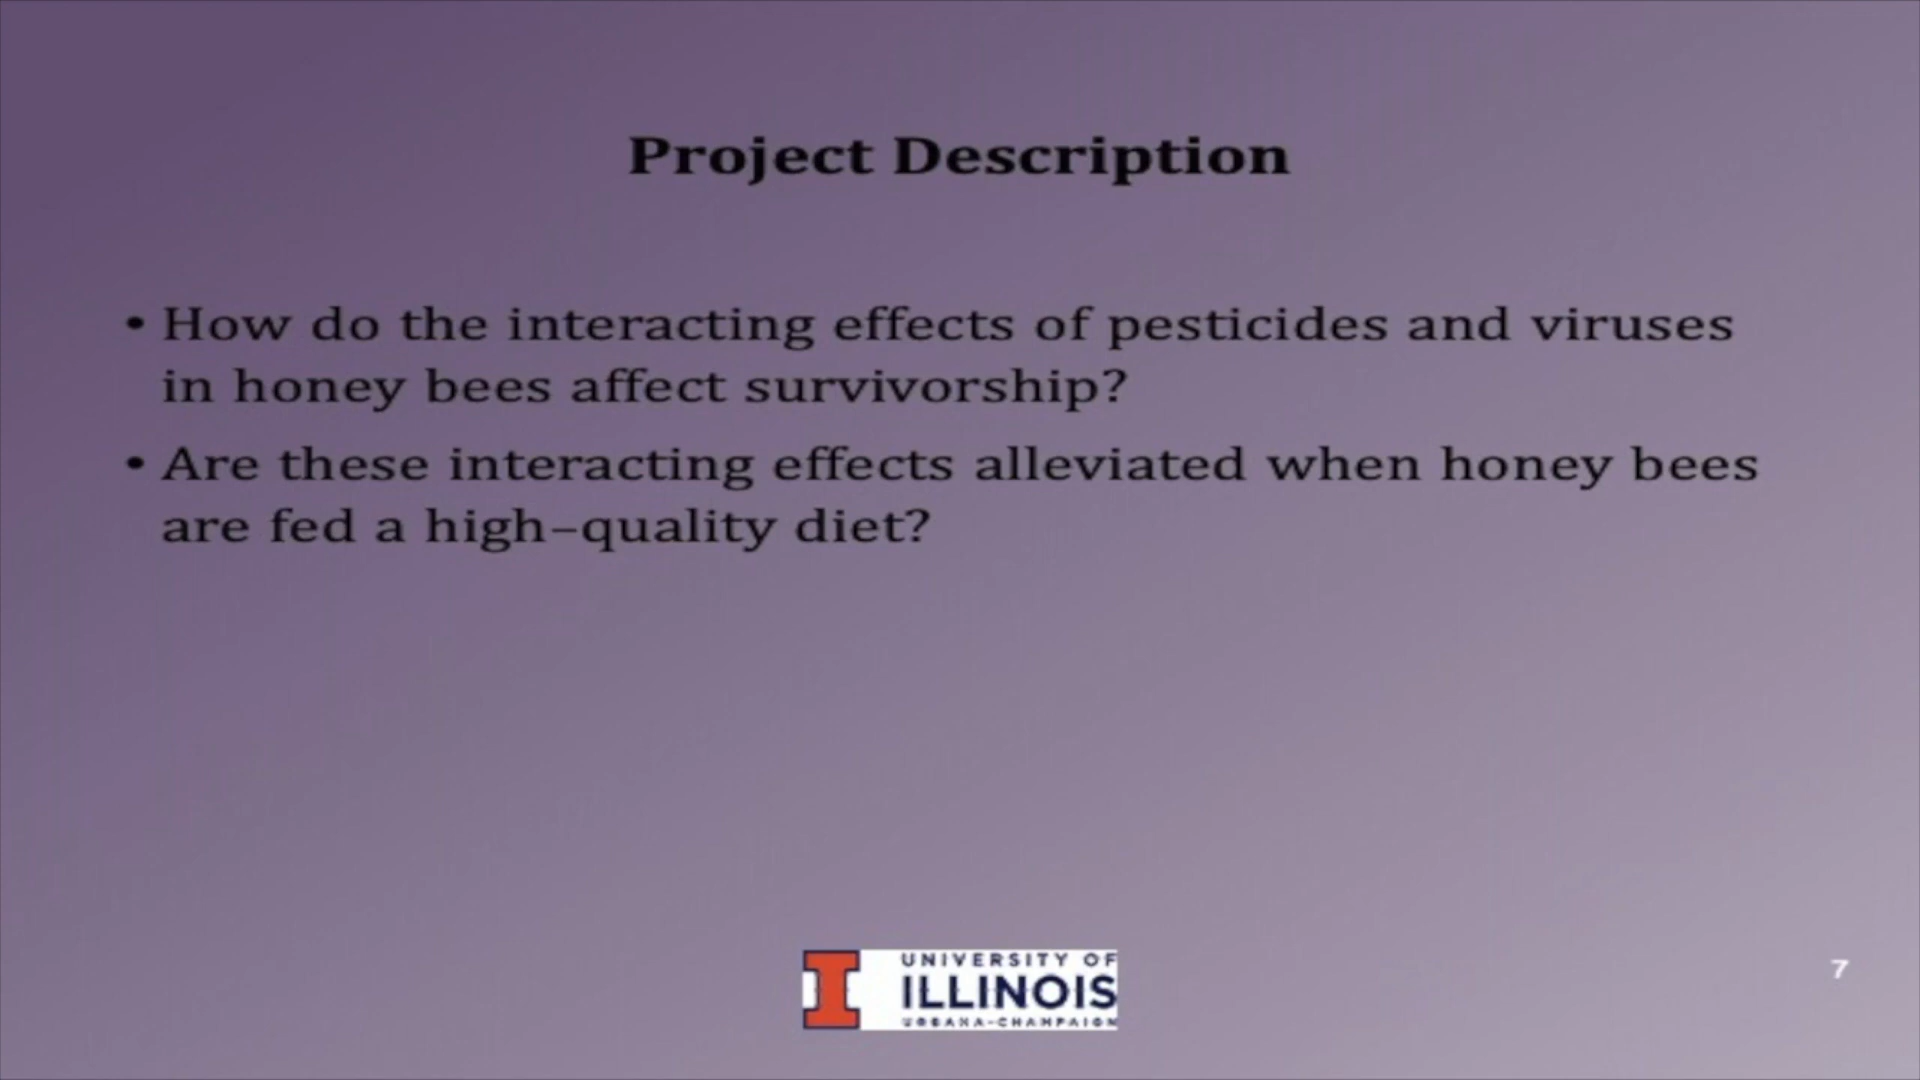 Project Description
• How do the interacting effects of pesticides and viruses
in honey bees affect survivorship?
• Are these interacting effects alleviated when honey bees
are fed a high-quality diet?
UNIVERSITY OF
ILLINOIS
URBANA-CHAMPAIGN
7